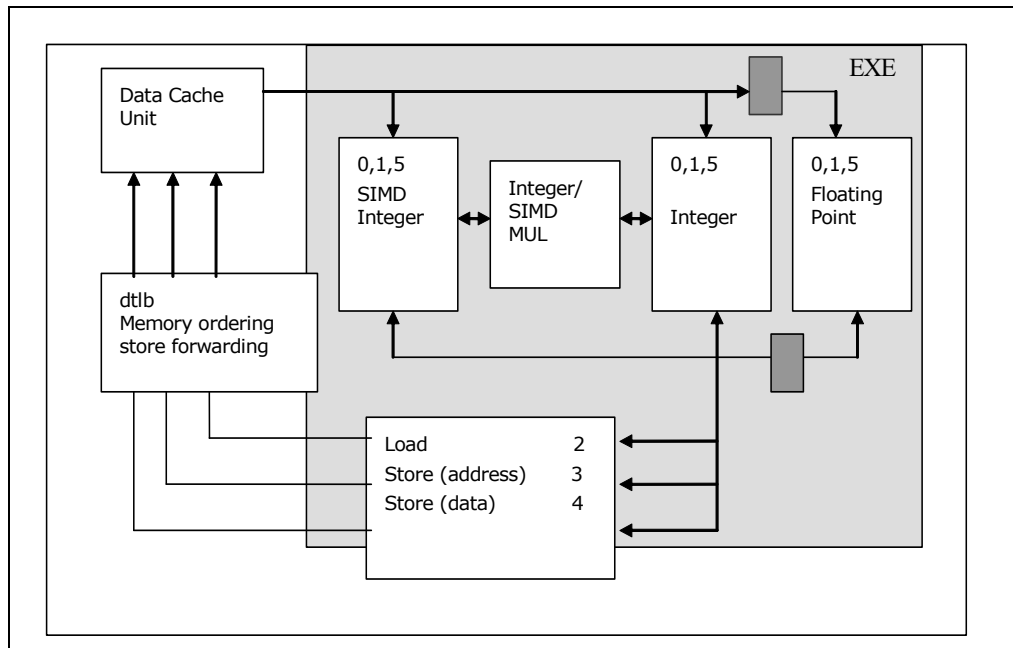 EXE
Data Cache
Unit
0,1,5
SIMD
Integer
Integer/
SIMD
MUL
0,1,5
Integer
0,1,5
Floating
Point
dtlb
Memory ordering
store forwarding
Load 2
Store (address) 3
Store (data) 4